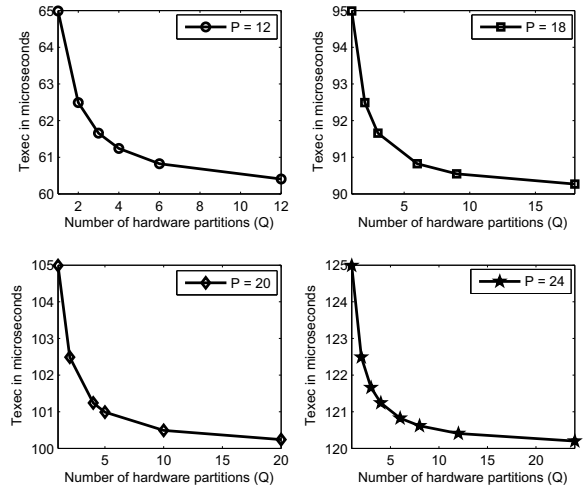 65
64
63
62
61
60
2 4 6 8 10 12
Texec in microseconds
Number of hardware partitions (Q)
P = 12
95
94
93
92
91
90
5 10 15
Texec in microseconds
Number of hardware partitions (Q)
P = 18
105
104
103
102
101
100
5 10 15 20
Texec in microseconds
Number of hardware partitions (Q)
P = 20
125
124
123
122
121
120
5 10 15 20
Texec in microseconds
Number of hardware partitions (Q)
P = 24